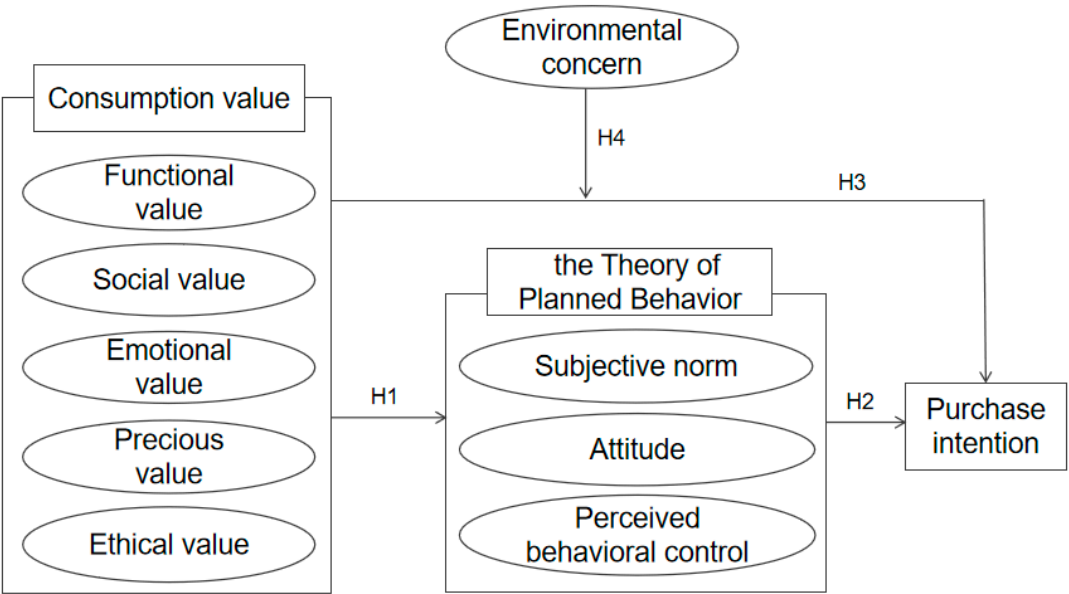 Environmental
concern
Consumption value
H4
Functional
value
H3
Social value
the Theory of
Planned Behavior
Emotional
value
Subjective norm
H1
H2
Purchase
intention
Precious
value
Attitude
Ethical value
Perceived
behavioral control